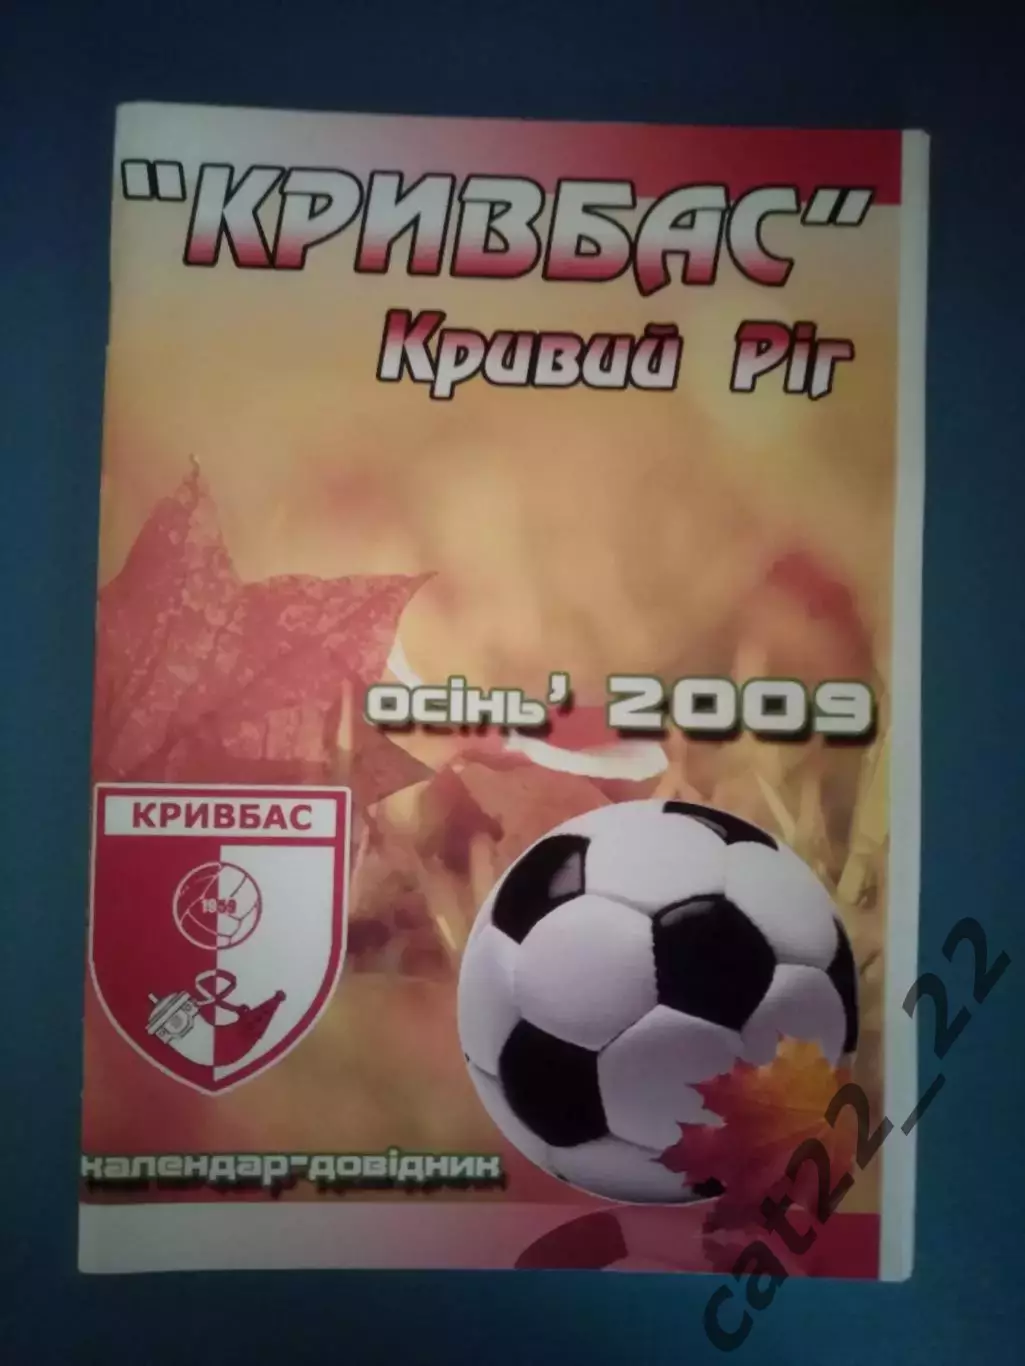 "КРИВБАС"
Кривий Ріг
осінь' 2009
КРИВБАС
1959
календар-довідник
cat22_22